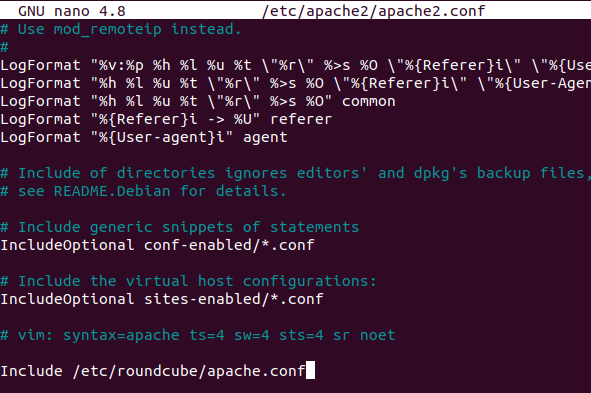 GNU nano 4.8 /etc/apache2/apache2.conf
# Use mod_remoteip instead.
#
LogFormat "%v:%p %h %l %u %t \"%r\" %>s %O \"%{Referer}i\" \"%{Use
LogFormat "%h %l %u %t \"%r\" %>s %O \"%{Referer}i\" \"%{User-Agen
LogFormat "%h %l %u %t \"%r\" %>s %O" common
LogFormat "%{Referer}i -> %U" referer
LogFormat "%{User-agent}i" agent
# Include of directories ignores editors' and dpkg's backup files,
# see README.Debian for details.
# Include generic snippets of statements
IncludeOptional conf-enabled/*.conf
# Include the virtual host configurations:
IncludeOptional sites-enabled/*.conf
# vim: syntax=apache ts=4 sw=4 sts=4 sr noet
Include /etc/roundcube/apache.conf